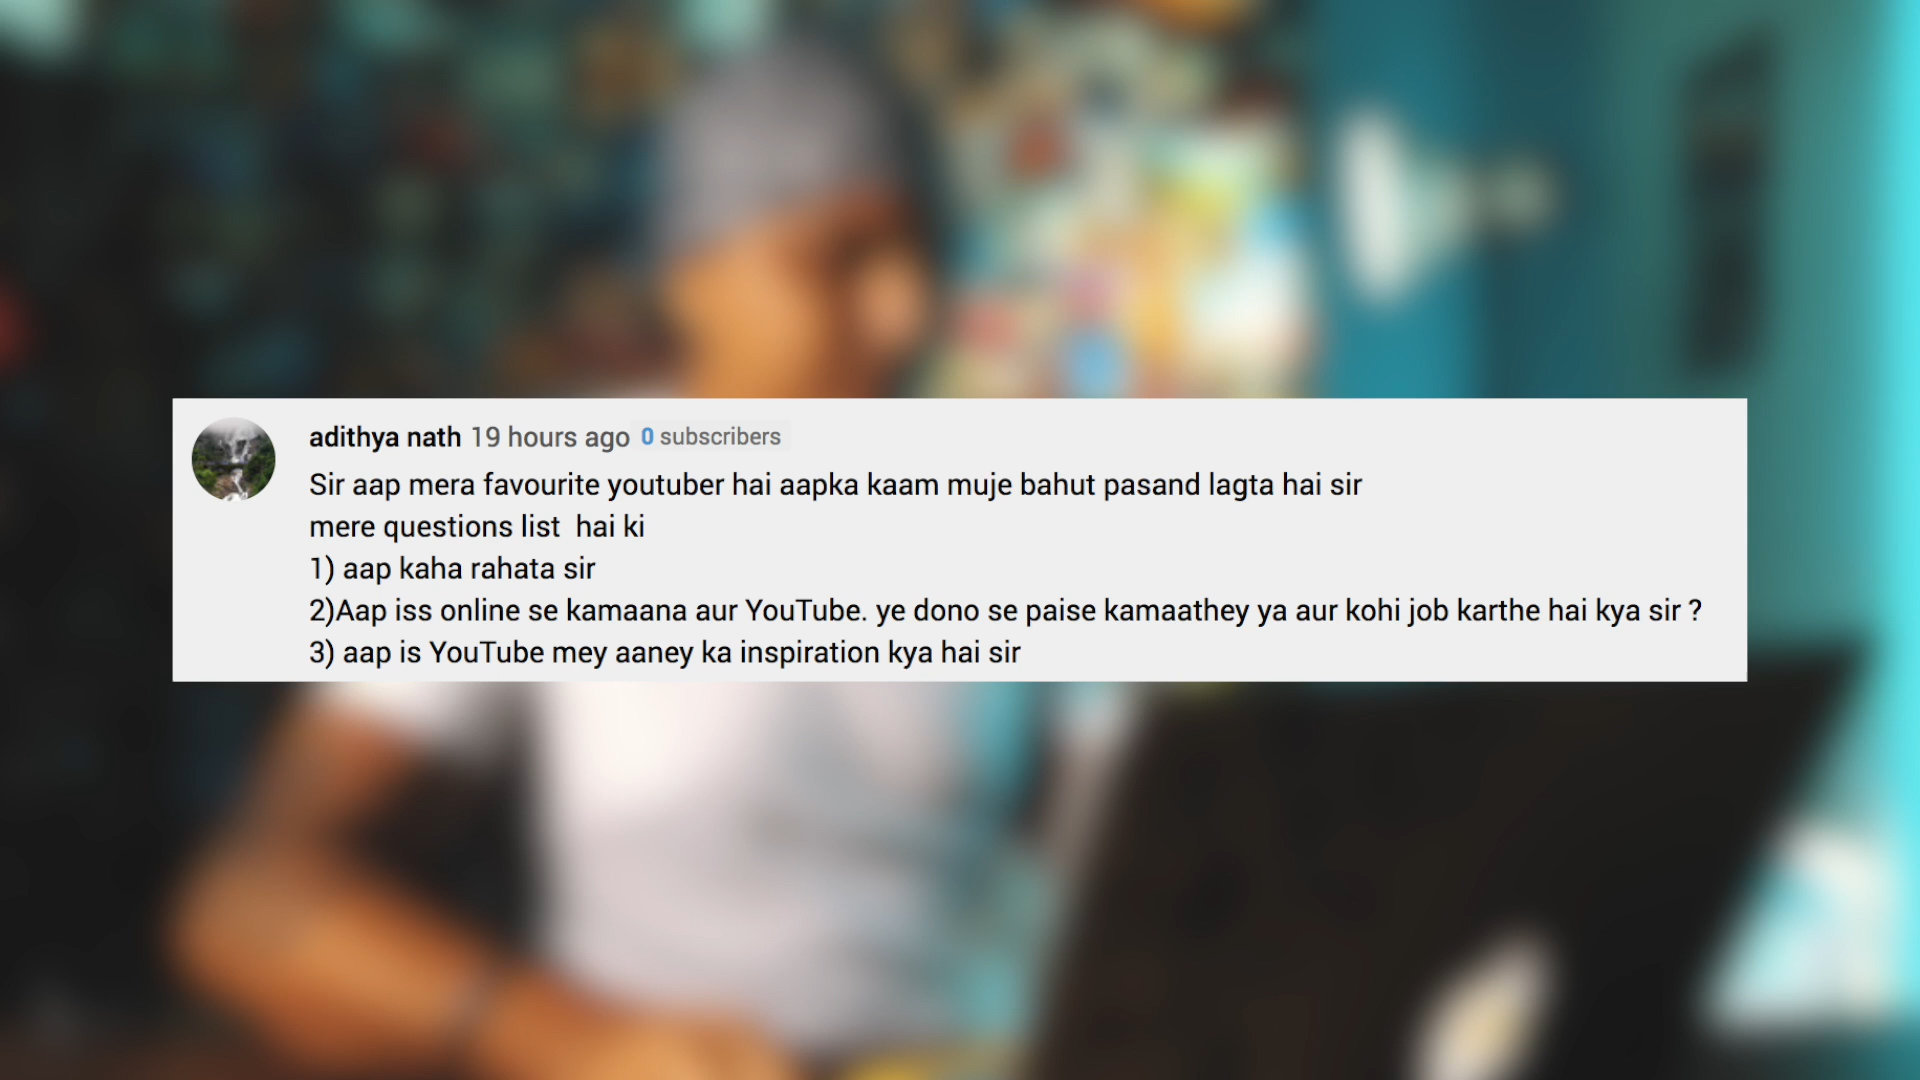 adithya nath 19 hours ago 0 subscribers
Sir aap mera favourite youtuber hai aapka kaam muje bahut pasand lagta hai sir
mere questions list  hai ki
1) aap kaha rahata sir
2)Aap iss online se kamaana aur YouTube. ye dono se paise kamaathey ya aur kohi job karthe hai kya sir ?
3) aap is YouTube mey aaney ka inspiration kya hai sir